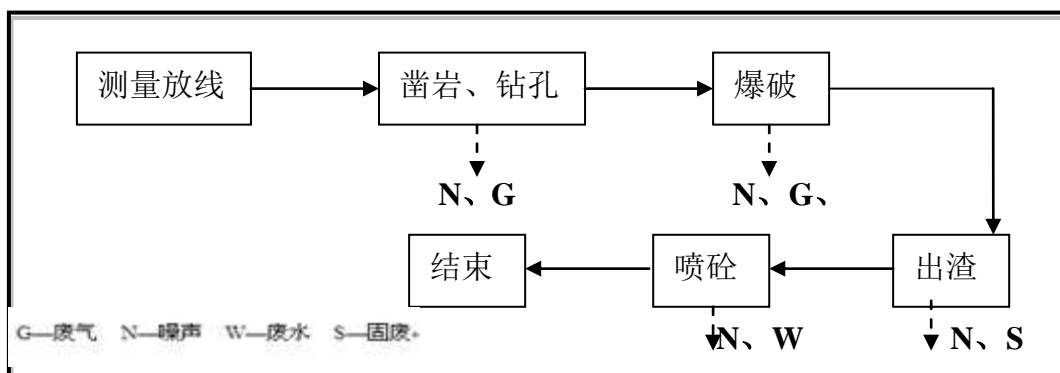 测量放线 凿岩、钻孔 爆破
N、G N、G、
结束 喷砼 出渣
G—废气 N—噪声 W—废水 S—固废。
N、W N、S